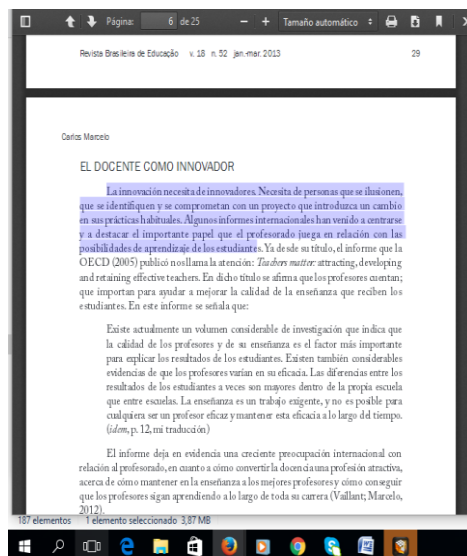 Página: 6 de 25 − + Tamaño automático
Revista Brasileira de Educação v. 18 n. 52 jan.-mar. 2013 29
Carlos Marcelo
EL DOCENTE COMO INNOVADOR
La innovación necesita de innovadores. Necesita de personas que se ilusionen,
que se identifiquen y se comprometan con un proyecto que introduzca un cambio
en sus prácticas habituales. Algunos informes internacionales han venido a centrarse
y a destacar el importante papel que el profesorado juega en relación con las
posibilidades de aprendizaje de los estudiantes. Ya desde su título, el informe que la
OECD (2005) publicó nos llama la atención: Teachers matter: attracting, developing
and retaining effective teachers. En dicho título se afirma que los profesores cuentan;
que importan para ayudar a mejorar la calidad de la enseñanza que reciben los
estudiantes. En este informe se señala que:
Existe actualmente un volumen considerable de investigación que indica que
la calidad de los profesores y de su enseñanza es el factor más importante
para explicar los resultados de los estudiantes. Existen también considerables
evidencias de que los profesores varían en su eficacia. Las diferencias entre los
resultados de los estudiantes a veces son mayores dentro de la propia escuela
que entre escuelas. La enseñanza es un trabajo exigente, y no es posible para
cualquiera ser un profesor eficaz y mantener esta eficacia a lo largo del tiempo.
(idem, p. 12, mi traducción)
El informe deja en evidencia una creciente preocupación internacional con
relación al profesorado, en cuanto a cómo convertir la docencia una profesión atractiva,
acerca de cómo mantener en la enseñanza a los mejores profesores y cómo conseguir
que los profesores sigan aprendiendo a lo largo de toda su carrera (Vaillant; Marcelo,
2012).
187 elementos 1 elemento seleccionado 3,87 MB